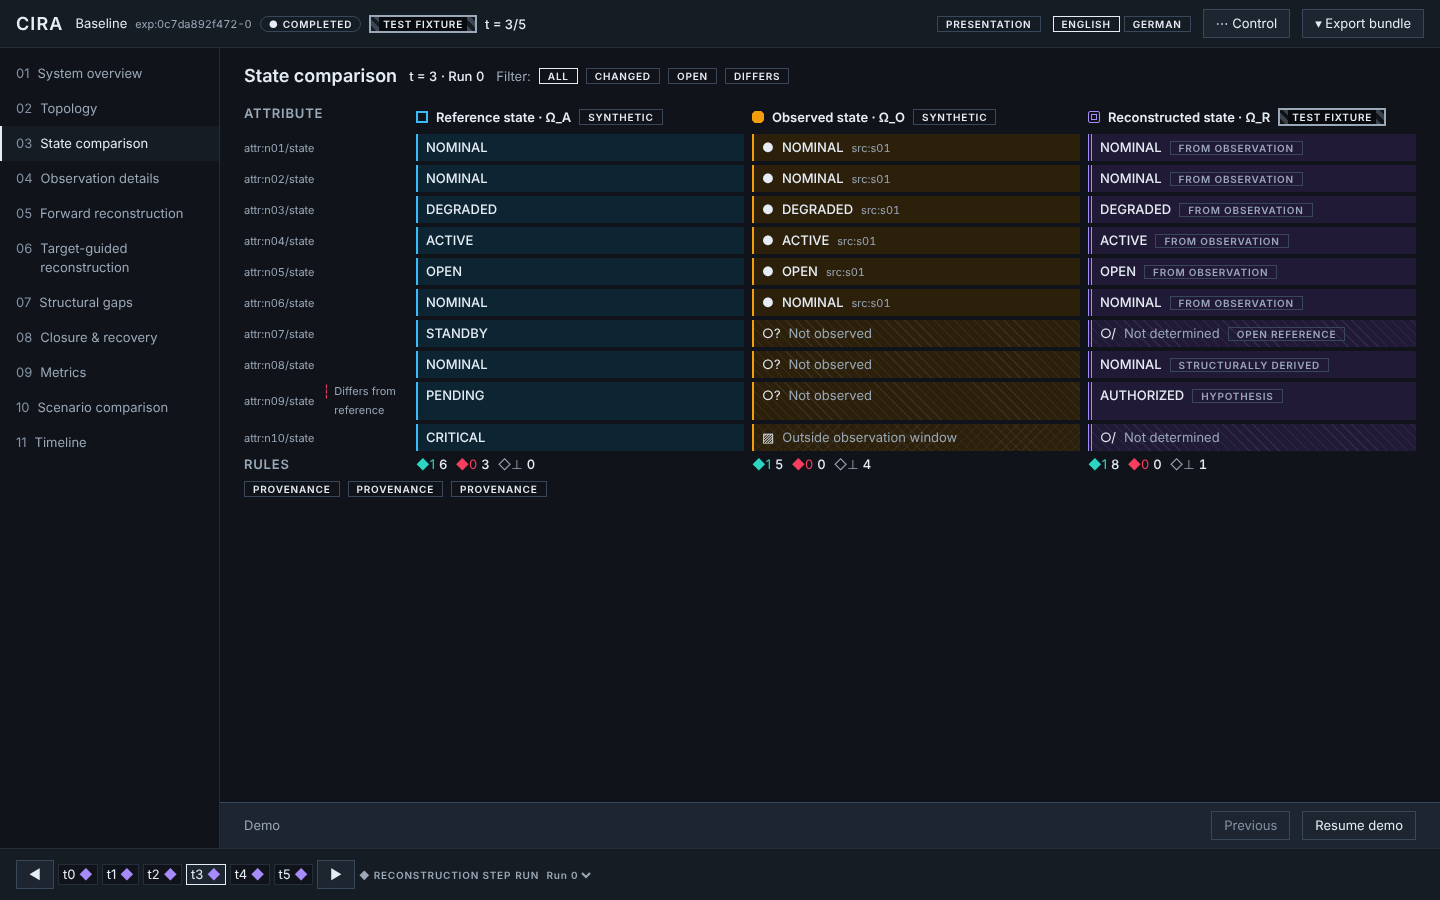 CIRA Baseline exp:0c7da892f472-0 ● COMPLETED TEST FIXTURE t = 3/5 PRESENTATION ENGLISH GERMAN ··· Control ▾ Export bundle
01 System overview
02 Topology
03 State comparison
04 Observation details
05 Forward reconstruction
06 Target-guided
reconstruction
07 Structural gaps
08 Closure & recovery
09 Metrics
10 Scenario comparison
11 Timeline
State comparison t = 3 · Run 0 Filter: ALL CHANGED OPEN DIFFERS
ATTRIBUTE Reference state · Ω_A SYNTHETIC Observed state · Ω_O SYNTHETIC Reconstructed state · Ω_R TEST FIXTURE
attr:n01/state NOMINAL ● NOMINAL src:s01 NOMINAL FROM OBSERVATION
attr:n02/state NOMINAL ● NOMINAL src:s01 NOMINAL FROM OBSERVATION
attr:n03/state DEGRADED ● DEGRADED src:s01 DEGRADED FROM OBSERVATION
attr:n04/state ACTIVE ● ACTIVE src:s01 ACTIVE FROM OBSERVATION
attr:n05/state OPEN ● OPEN src:s01 OPEN FROM OBSERVATION
attr:n06/state NOMINAL ● NOMINAL src:s01 NOMINAL FROM OBSERVATION
attr:n07/state STANDBY ○? Not observed ○/ Not determined OPEN REFERENCE
attr:n08/state NOMINAL ○? Not observed NOMINAL STRUCTURALLY DERIVED
attr:n09/state ¦ Differs from reference PENDING ○? Not observed AUTHORIZED HYPOTHESIS
attr:n10/state CRITICAL ▨ Outside observation window ○/ Not determined
RULES ◆1 6 ◆0 3 ◇⊥ 0 ◆1 5 ◆0 0 ◇⊥ 4 ◆1 8 ◆0 0 ◇⊥ 1
PROVENANCE PROVENANCE PROVENANCE
Demo Previous Resume demo
◀ t0 ◆ t1 ◆ t2 ◆ t3 ◆ t4 ◆ t5 ◆ ▶ ◆ RECONSTRUCTION STEP RUN Run 0